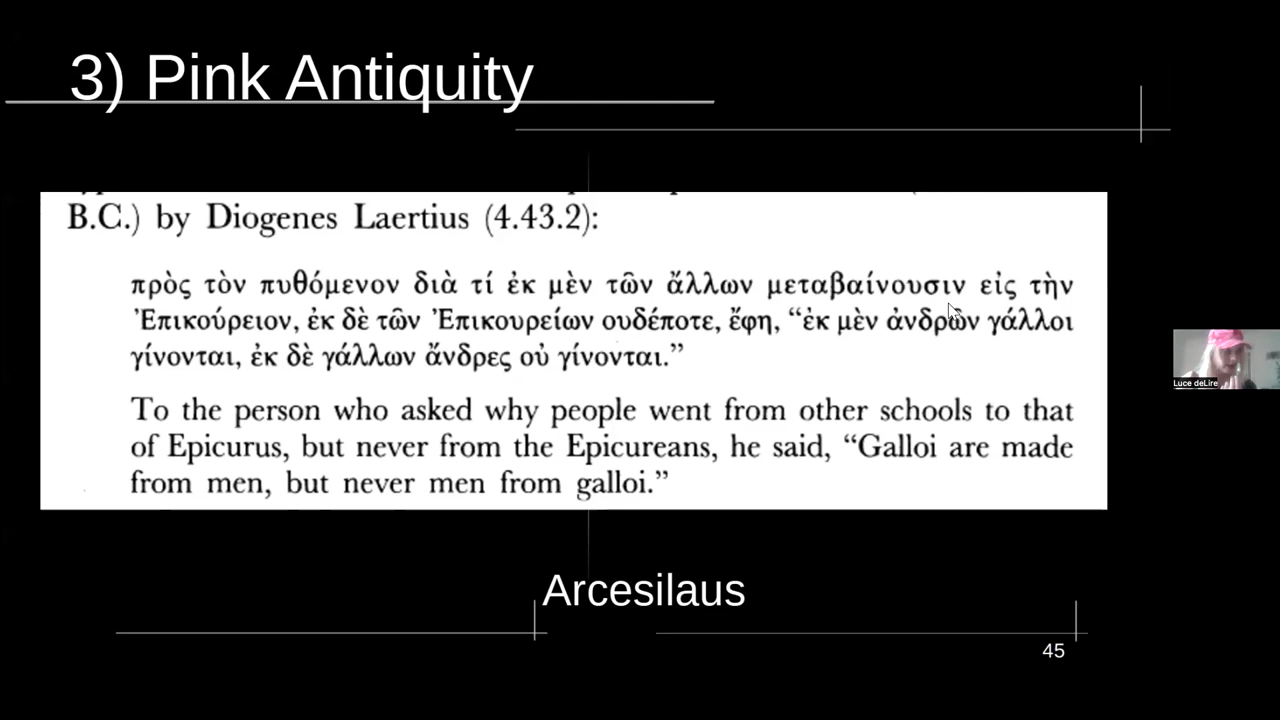 3) Pink Antiquity
B.C.) by Diogenes Laertius (4.43.2):
πρὸς τὸν πυθόμενον διὰ τί ἐκ μὲν τῶν ἄλλων μεταβαίνουσιν εἰς τὴν
Ἐπικούρειον, ἐκ δὲ τῶν Ἐπικουρείων ουδέποτε, ἔφη, “ἐκ μὲν ἀνδρῶν γάλλοι
γίνονται, ἐκ δὲ γάλλων ἄνδρες οὐ γίνονται.”
To the person who asked why people went from other schools to that
of Epicurus, but never from the Epicureans, he said, “Galloi are made
from men, but never men from galloi.”
Luce deLire
Arcesilaus
45